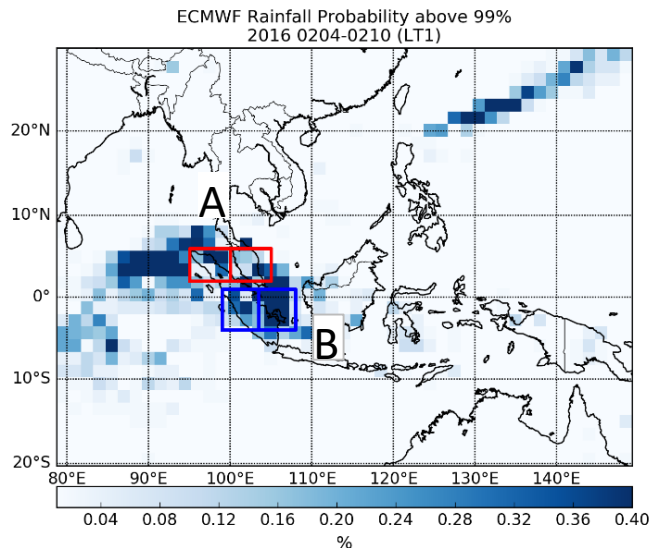 ECMWF Rainfall Probability above 99%
2016 0204-0210 (LT1)
20°N
A
10°N
0°
B
10°S
20°S
80°E 90°E 100°E 110°E 120°E 130°E 140°E
0.04 0.08 0.12 0.16 0.20 0.24 0.28 0.32 0.36 0.40
%